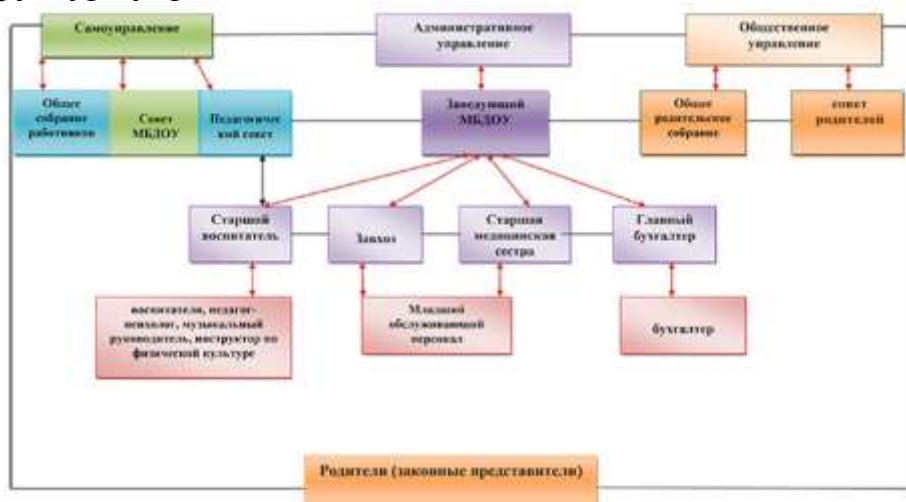 Самоуправление
Административное
управление
Общественное
управление
Общее
собрание
работников
Совет
МБДОУ
Педагогичес
кий совет
Заведующий
МБДОУ
Общее
родительское
собрание
совет
родителей
Старший
воспитатель
Завхоз
Старшая
медицинская
сестра
Главный
бухгалтер
воспитатели, педагог-
психолог, музыкальный
руководитель, инструктор по
физической культуре
Младший
обслуживающий
персонал
бухгалтер
Родители (законные представители)